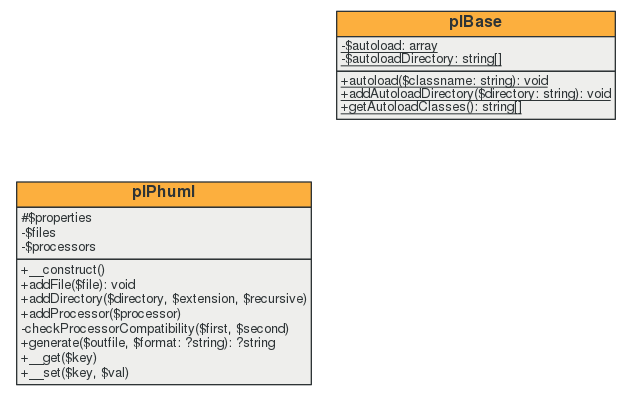 plBase
-$autoload: array
-$autoloadDirectory: string[]
+autoload($classname: string): void
+addAutoloadDirectory($directory: string): void
+getAutoloadClasses(): string[]
plPhuml
#$properties
-$files
-$processors
+__construct()
+addFile($file): void
+addDirectory($directory, $extension, $recursive)
+addProcessor($processor)
-checkProcessorCompatibility($first, $second)
+generate($outfile, $format: ?string): ?string
+__get($key)
+__set($key, $val)